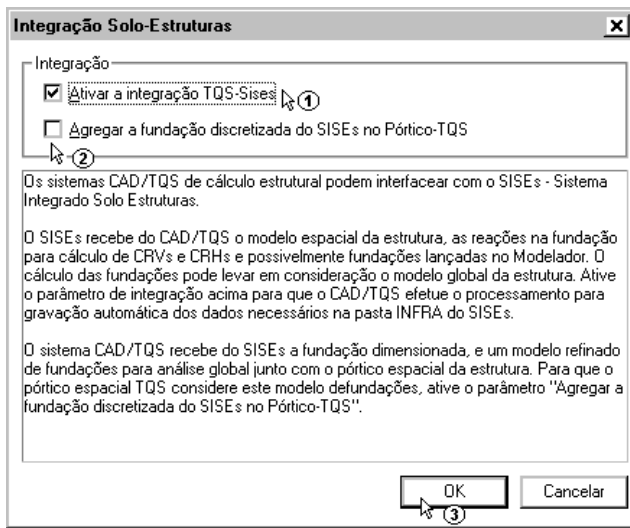 Integração Solo-Estruturas
Integração
Ativar a integração TQS-Sises
1
Agregar a fundação discretizada do SISEs no Pórtico-TQS
2
Os sistemas CAD/TQS de cálculo estrutural podem interfacear com o SISEs - Sistema
Integrado Solo Estruturas.
O SISEs recebe do CAD/TQS o modelo espacial da estrutura, as reações na fundação
para cálculo de CRVs e CRHs e possivelmente fundações lançadas no Modelador. O
cálculo das fundações pode levar em consideração o modelo global da estrutura. Ative
o parâmetro de integração acima para que o CAD/TQS efetue o processamento para
gravação automática dos dados necessários na pasta INFRA do SISEs.
O sistema CAD/TQS recebe do SISEs a fundação dimensionada, e um modelo refinado
de fundações para análise global junto com o pórtico espacial da estrutura. Para que o
pórtico espacial TQS considere este modelo defundações, ative o parâmetro "Agregar a
fundação discretizada do SISEs no Pórtico-TQS".
OK
Cancelar
3